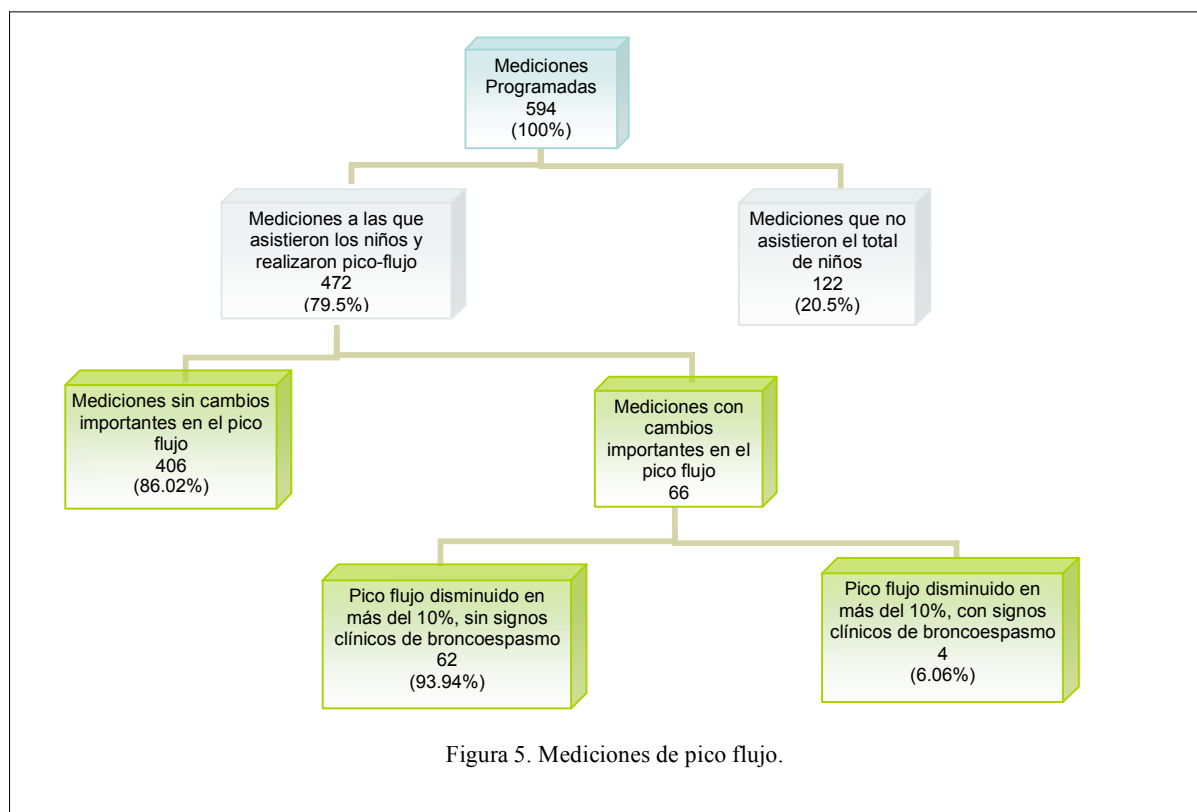 Mediciones
Programadas
594
(100%)
Mediciones a las que
asistieron los niños y
realizaron pico-flujo
472
(79.5%)
Mediciones que no
asistieron el total
de niños
122
(20.5%)
Mediciones sin cambios
importantes en el pico
flujo
406
(86.02%)
Mediciones con
cambios
importantes en el
pico flujo
66
Pico flujo disminuido en
más del 10%, sin signos
clínicos de broncoespasmo
62
(93.94%)
Pico flujo disminuido en
más del 10%, con signos
clínicos de broncoespasmo
4
(6.06%)
Figura 5. Mediciones de pico flujo.